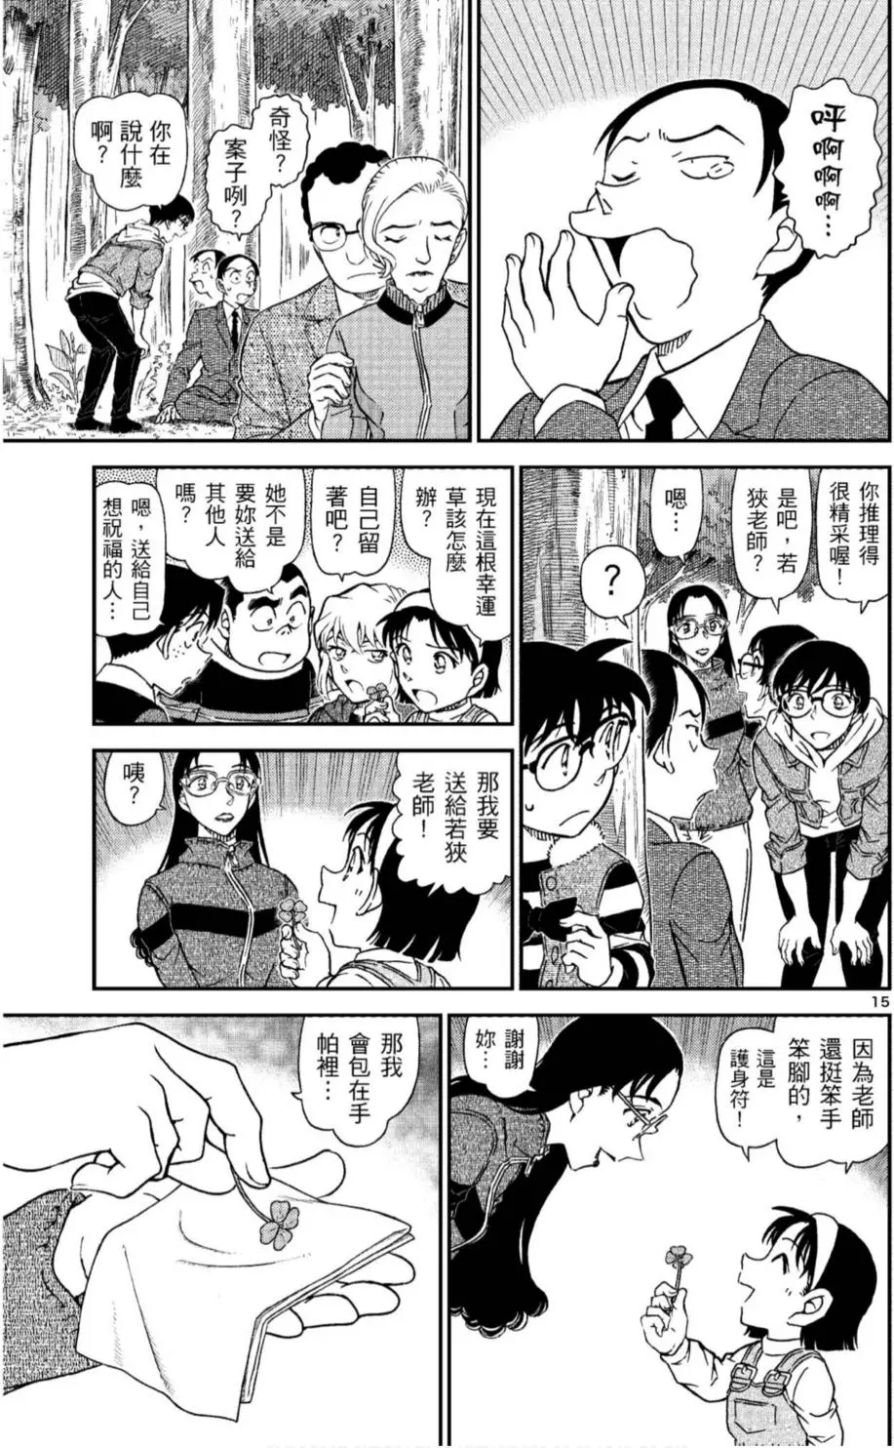 呼
啊
啊
啊…
奇怪?
案子咧?
你在
說什麼
啊?
你推理得
很精采喔!
是吧,若
狹老師?
嗯…
?
現在這根幸運
草該怎麼
辦?
自己留
著吧?
她不是
要妳送給
其他人
嗎?
嗯,送給自己
想祝福的人…
那我要
送給若狹
老師!
咦?
15
因為老師
還挺笨手
笨腳的,
這是
護身符!
謝謝
妳…
那我
會包在手
帕裡…